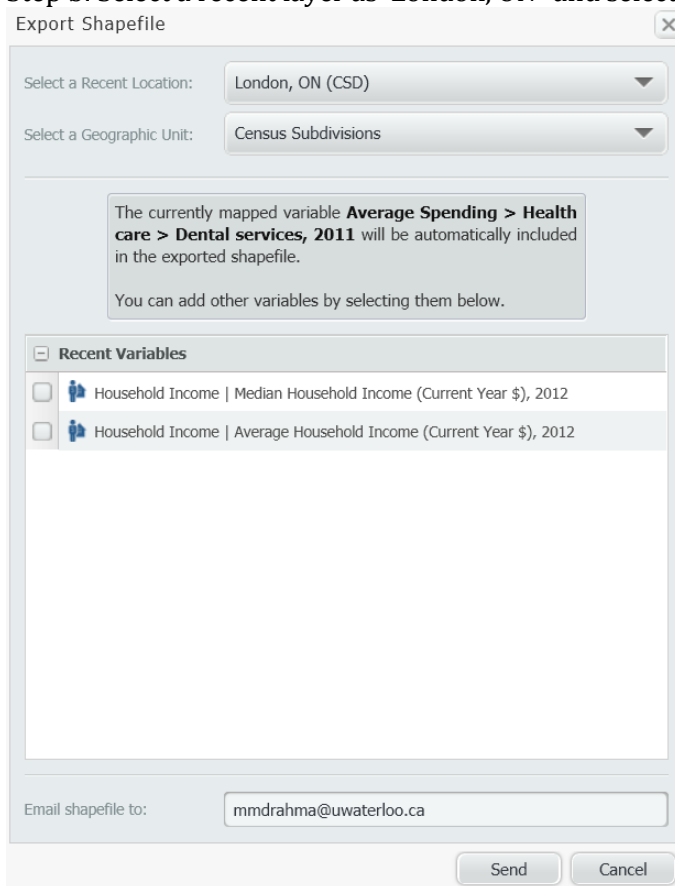 Export Shapefile
Select a Recent Location: London, ON (CSD)
Select a Geographic Unit: Census Subdivisions
The currently mapped variable Average Spending > Health
care > Dental services, 2011 will be automatically included
in the exported shapefile.
You can add other variables by selecting them below.
Recent Variables
Household Income | Median Household Income (Current Year $), 2012
Household Income | Average Household Income (Current Year $), 2012
Email shapefile to: mmdrahma@uwaterloo.ca
Send Cancel